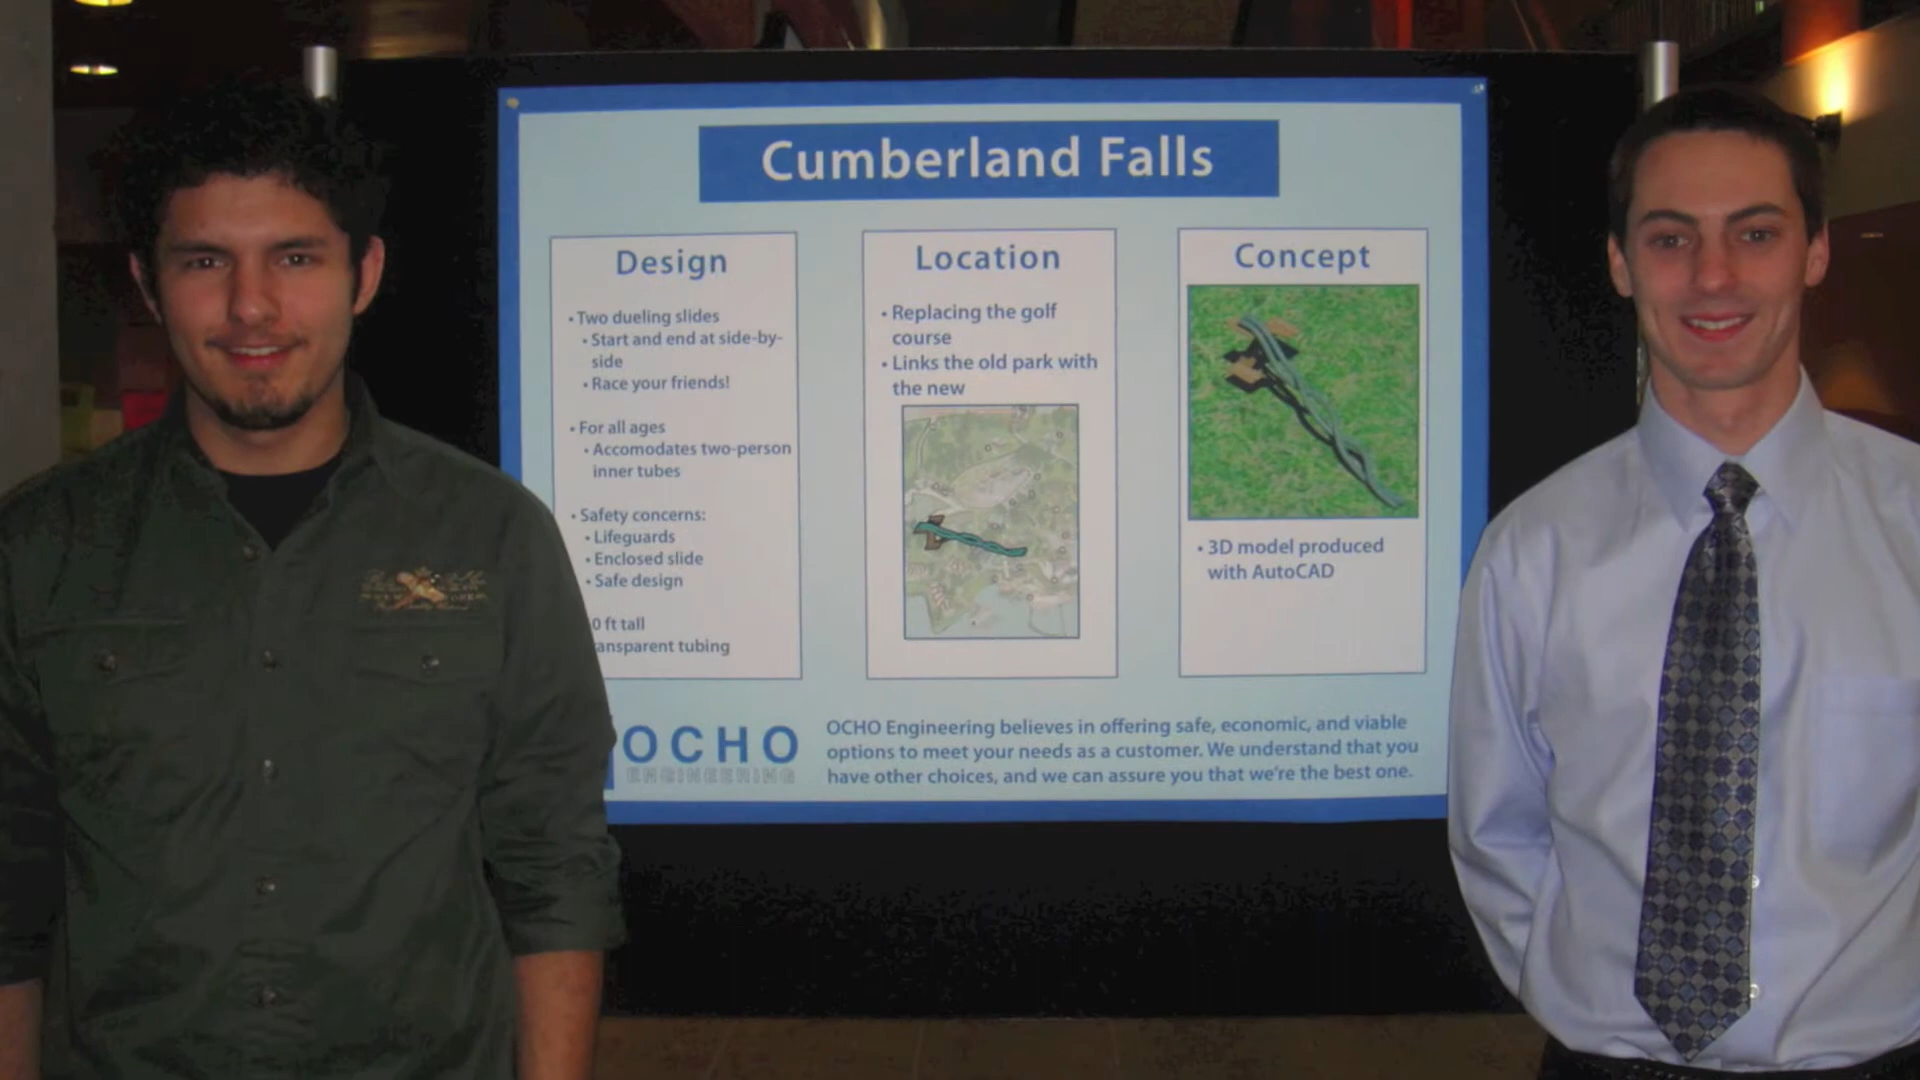 Cumberland Falls
Design
• Two dueling slides
• Start and end at side-by-
side
• Race your friends!
• For all ages
• Accomodates two-person
inner tubes
• Safety concerns:
• Lifeguards
• Enclosed slide
• Safe design
0 ft tall
ansparent tubing
Location
• Replacing the golf
course
• Links the old park with
the new
Concept
• 3D model produced
with AutoCAD
OCHO
ENGINEERING
OCHO Engineering believes in offering safe, economic, and viable
options to meet your needs as a customer. We understand that you
have other choices, and we can assure you that we're the best one.